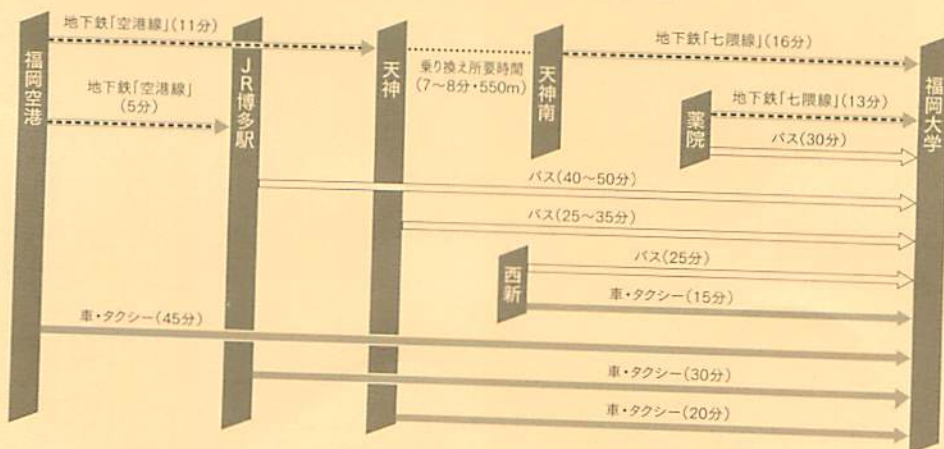 地下鉄「空港線」(11分)
地下鉄「七隈線」(16分)
福岡空港
JR博多駅
天神
乗り換え所要時間
(7〜8分・550m)
天神南
福岡大学
地下鉄「空港線」
(5分)
地下鉄「七隈線」(13分)
薬院
バス(30分)
バス(40〜50分)
バス(25〜35分)
バス(25分)
西新
車・タクシー(15分)
車・タクシー(45分)
車・タクシー(30分)
車・タクシー(20分)